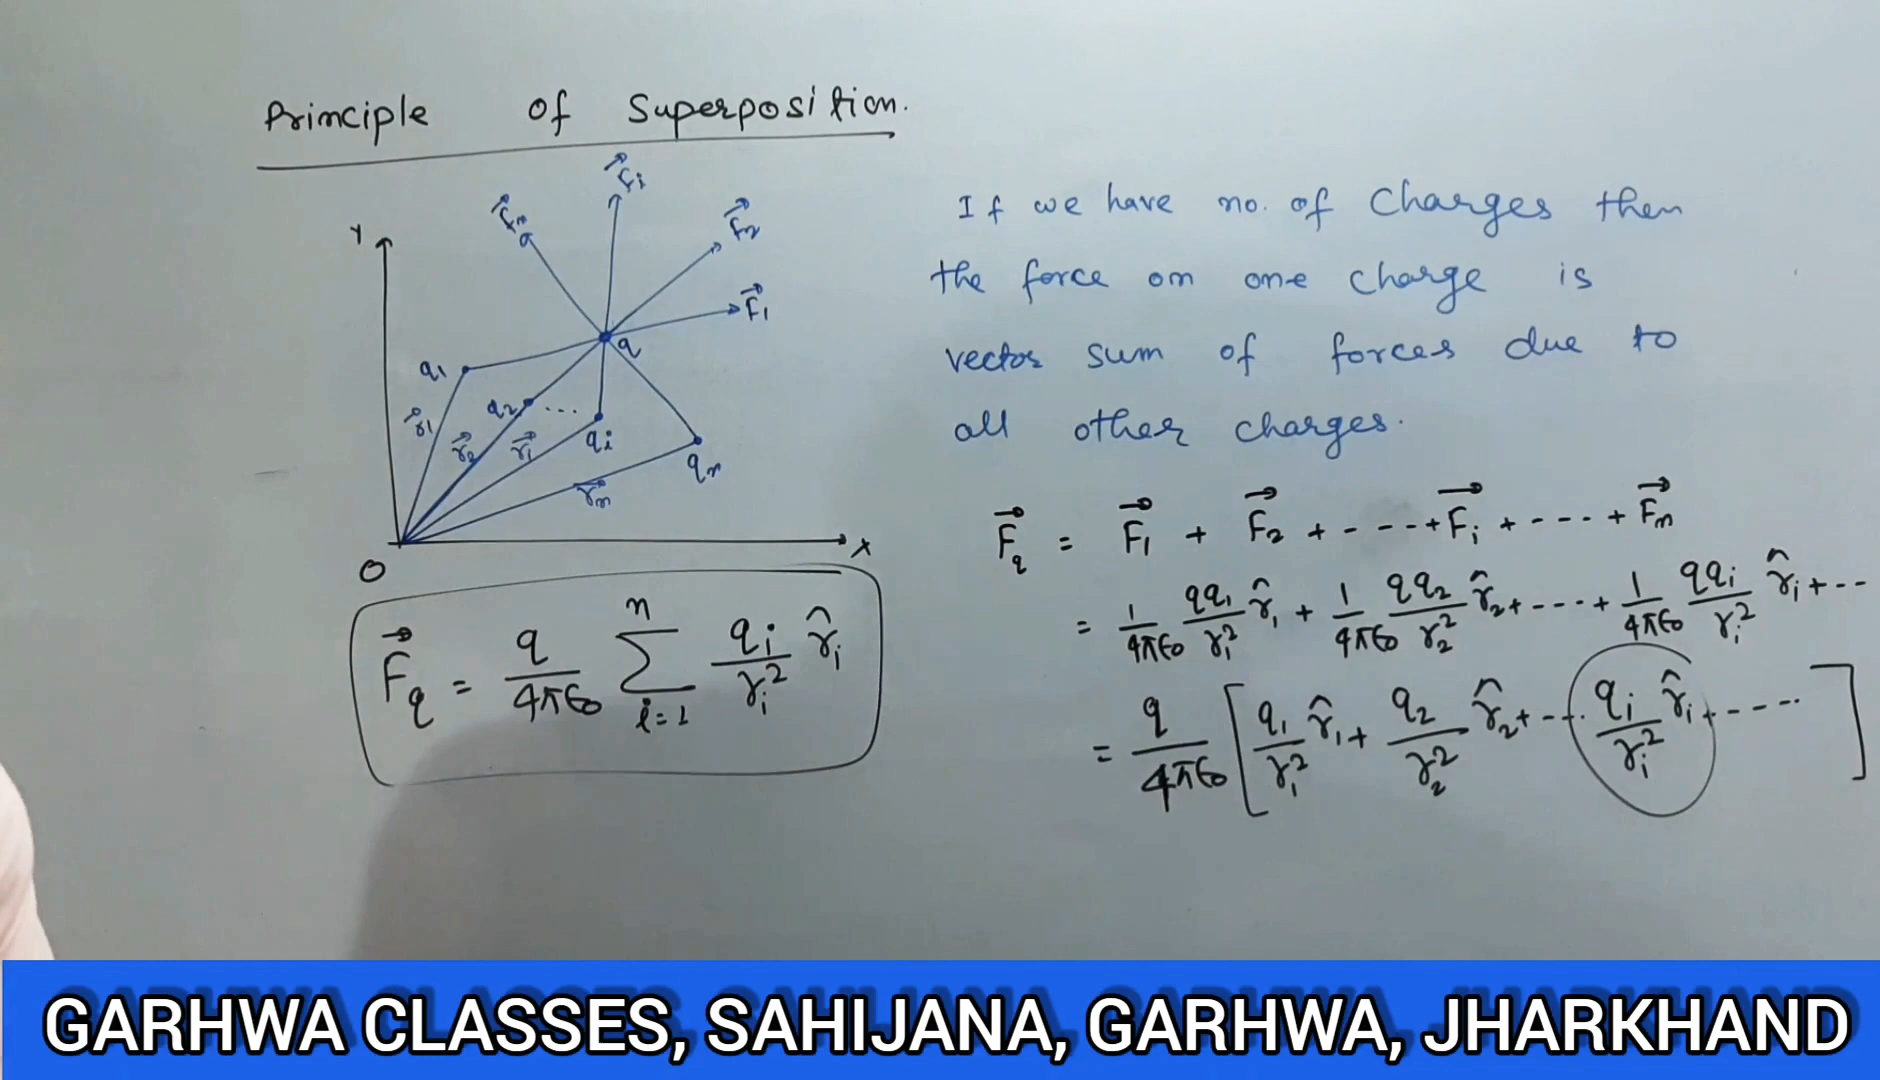 Principle of Superposition.
Y
F⃗n
F⃗i
F⃗2
F⃗1
q
q1
q2 ...
qi
qn
r⃗1
r⃗2
r⃗i
r⃗n
O
X
If we have no. of charges then
the force on one charge is
vector sum of forces due to
all other charges.
F⃗q = F⃗1 + F⃗2 + - --- + F⃗i + - --- + F⃗n
= 1/4πϵ0 qq1/r1² r̂1 + 1/4πϵ0 qq2/r2² r̂2 + - --- + 1/4πϵ0 qqi/ri² r̂i + --
= q/4πϵ0 [ q1/r1² r̂1 + q2/r2² r̂2 + - -- qi/ri² r̂i + - --- ]
F⃗q = q/4πϵ0 n∑i=1 qi/ri² r̂i
GARHWA CLASSES, SAHIJANA, GARHWA, JHARKHAND